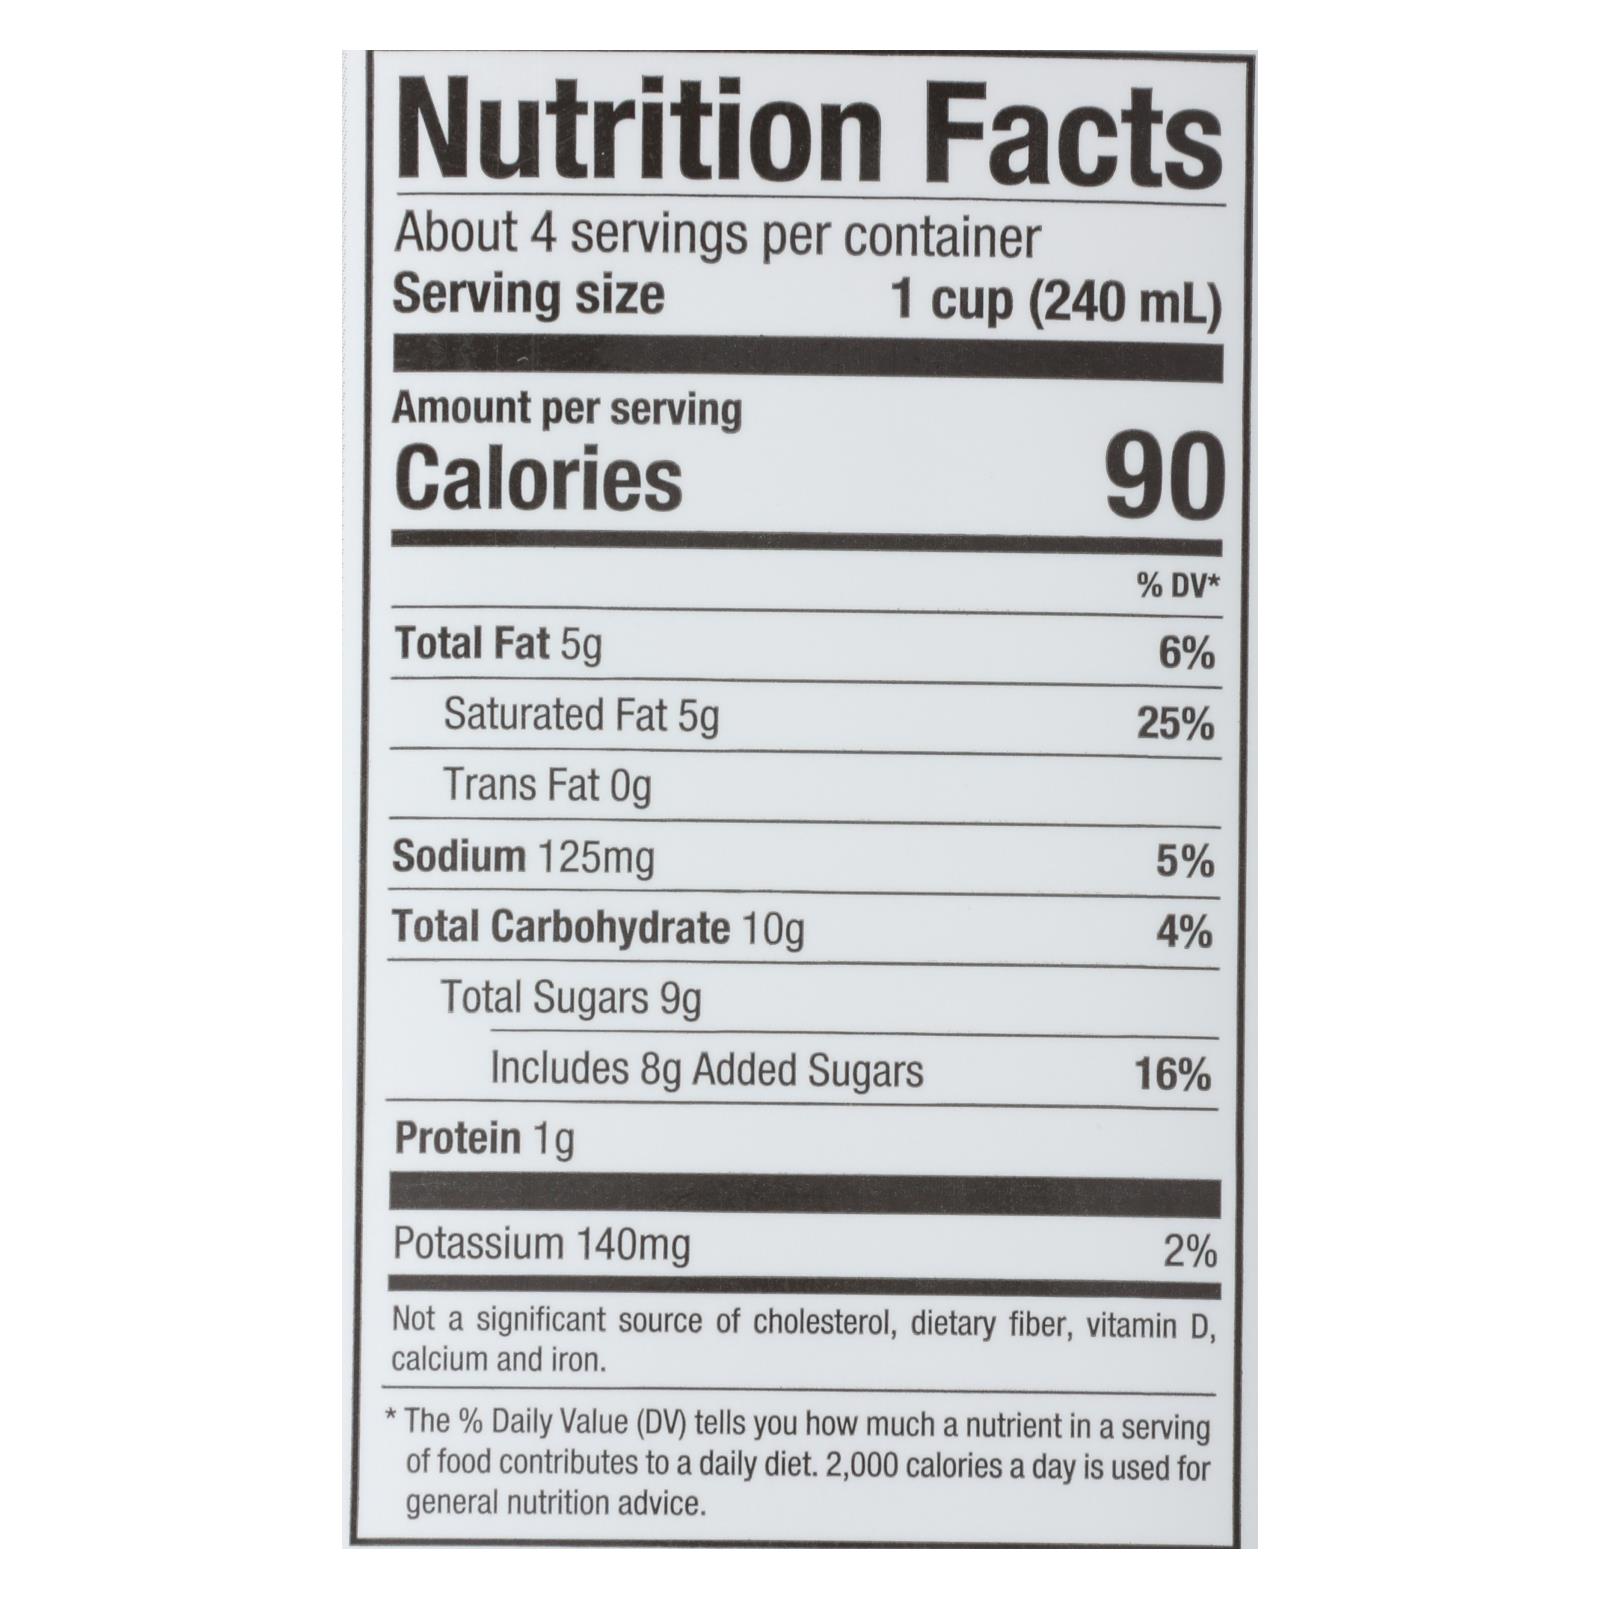 Nutrition Facts
About 4 servings per container
Serving size 1 cup (240 mL)
Amount per serving
Calories 90
% DV*
Total Fat 5g 6%
Saturated Fat 5g 25%
Trans Fat 0g
Sodium 125mg 5%
Total Carbohydrate 10g 4%
Total Sugars 9g
Includes 8g Added Sugars 16%
Protein 1g
Potassium 140mg 2%
Not a significant source of cholesterol, dietary fiber, vitamin D,
calcium and iron.
* The % Daily Value (DV) tells you how much a nutrient in a serving
of food contributes to a daily diet. 2,000 calories a day is used for
general nutrition advice.